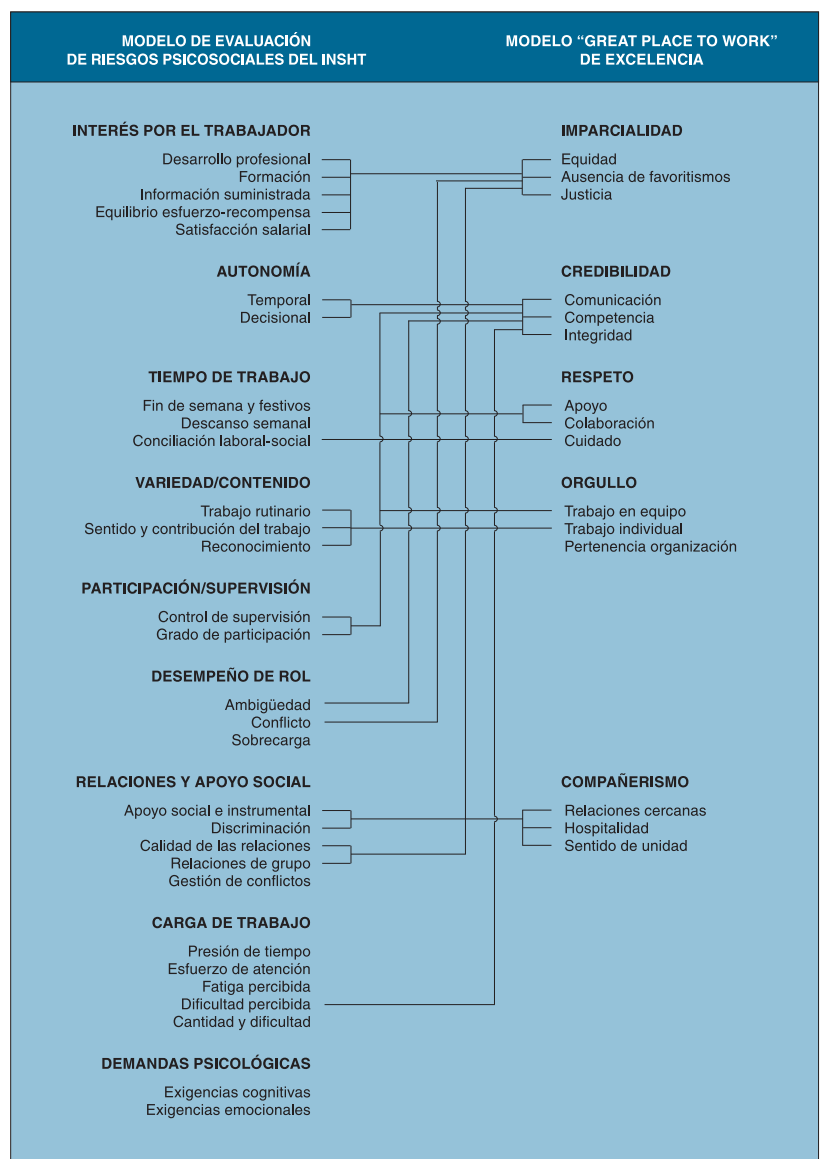 MODELO DE EVALUACIÓN
DE RIESGOS PSICOSOCIALES DEL INSHT
MODELO “GREAT PLACE TO WORK”
DE EXCELENCIA
INTERÉS POR EL TRABAJADOR
Desarrollo profesional
Formación
Información suministrada
Equilibrio esfuerzo-recompensa
Satisfacción salarial
IMPARCIALIDAD
Equidad
Ausencia de favoritismos
Justicia
AUTONOMÍA
Temporal
Decisional
CREDIBILIDAD
Comunicación
Competencia
Integridad
TIEMPO DE TRABAJO
Fin de semana y festivos
Descanso semanal
Conciliación laboral-social
RESPETO
Apoyo
Colaboración
Cuidado
VARIEDAD/CONTENIDO
Trabajo rutinario
Sentido y contribución del trabajo
Reconocimiento
ORGULLO
Trabajo en equipo
Trabajo individual
Pertenencia organización
PARTICIPACIÓN/SUPERVISIÓN
Control de supervisión
Grado de participación
DESEMPEÑO DE ROL
Ambigüedad
Conflicto
Sobrecarga
RELACIONES Y APOYO SOCIAL
Apoyo social e instrumental
Discriminación
Calidad de las relaciones
Relaciones de grupo
Gestión de conflictos
COMPAÑERISMO
Relaciones cercanas
Hospitalidad
Sentido de unidad
CARGA DE TRABAJO
Presión de tiempo
Esfuerzo de atención
Fatiga percibida
Dificultad percibida
Cantidad y dificultad
DEMANDAS PSICOLÓGICAS
Exigencias cognitivas
Exigencias emocionales